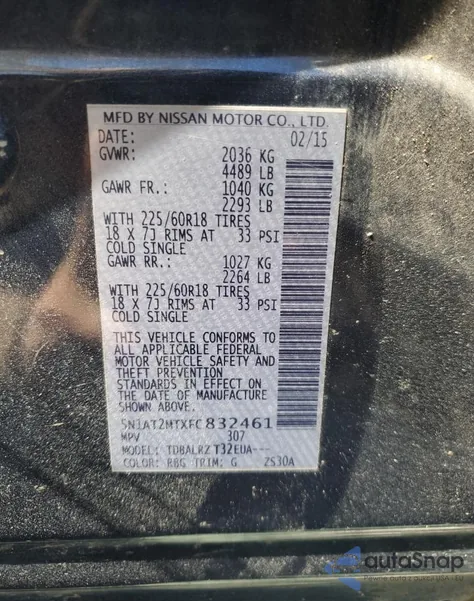 MFD BY NISSAN MOTOR CO., LTD.
DATE: 02/15
GVWR: 2036 KG
4489 LB
GAWR FR.: 1040 KG
2293 LB
WITH 225/60R18 TIRES
18 X 7J RIMS AT 33 PSI
COLD SINGLE
GAWR RR.: 1027 KG
2264 LB
WITH 225/60R18 TIRES
18 X 7J RIMS AT 33 PSI
COLD SINGLE
THIS VEHICLE CONFORMS TO
ALL APPLICABLE FEDERAL
MOTOR VEHICLE SAFETY AND
THEFT PREVENTION
STANDARDS IN EFFECT ON
THE DATE OF MANUFACTURE
SHOWN ABOVE.
5N1AT2MTXFC832461
MPV 307
MODEL: TDBALRZ T32EUA---
COLOR: RBG TRIM: G 2S30A
autoSnap